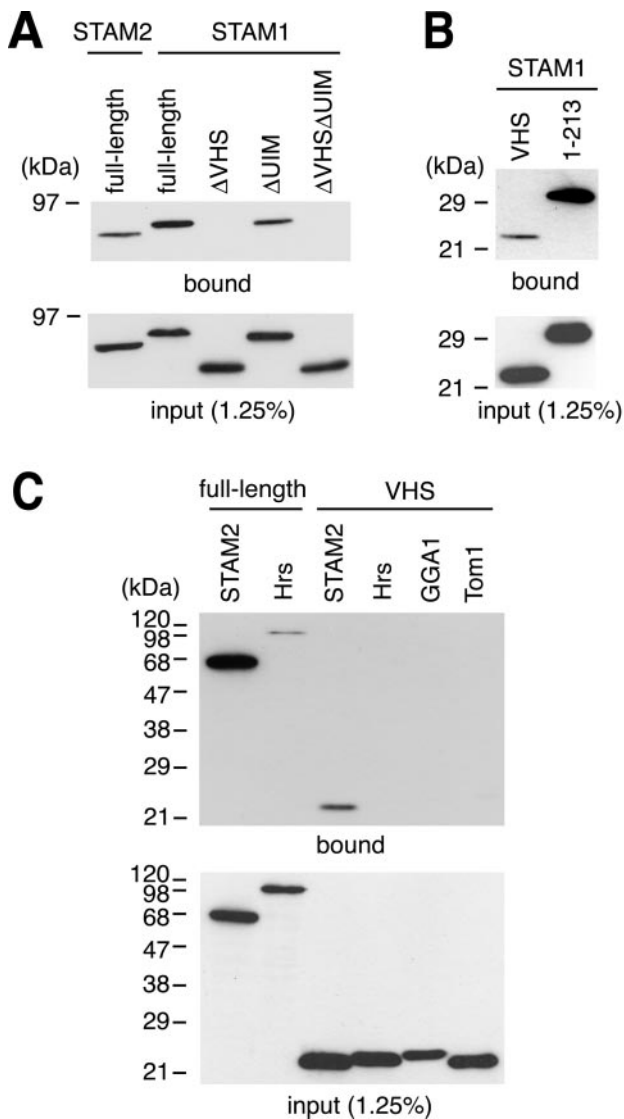 A
STAM2 STAM1
full-length full-length ΔVHS ΔUIM ΔVHSΔUIM
(kDa)
97 –
bound
97 –
input (1.25%)
B
STAM1
VHS 1-213
(kDa)
29 –
21 –
bound
29 –
21 –
input (1.25%)
C
full-length VHS
STAM2 Hrs STAM2 Hrs GGA1 Tom1
(kDa)
120 –
98 –
68 –
47 –
38 –
29 –
21 –
bound
120 –
98 –
68 –
47 –
38 –
29 –
21 –
input (1.25%)